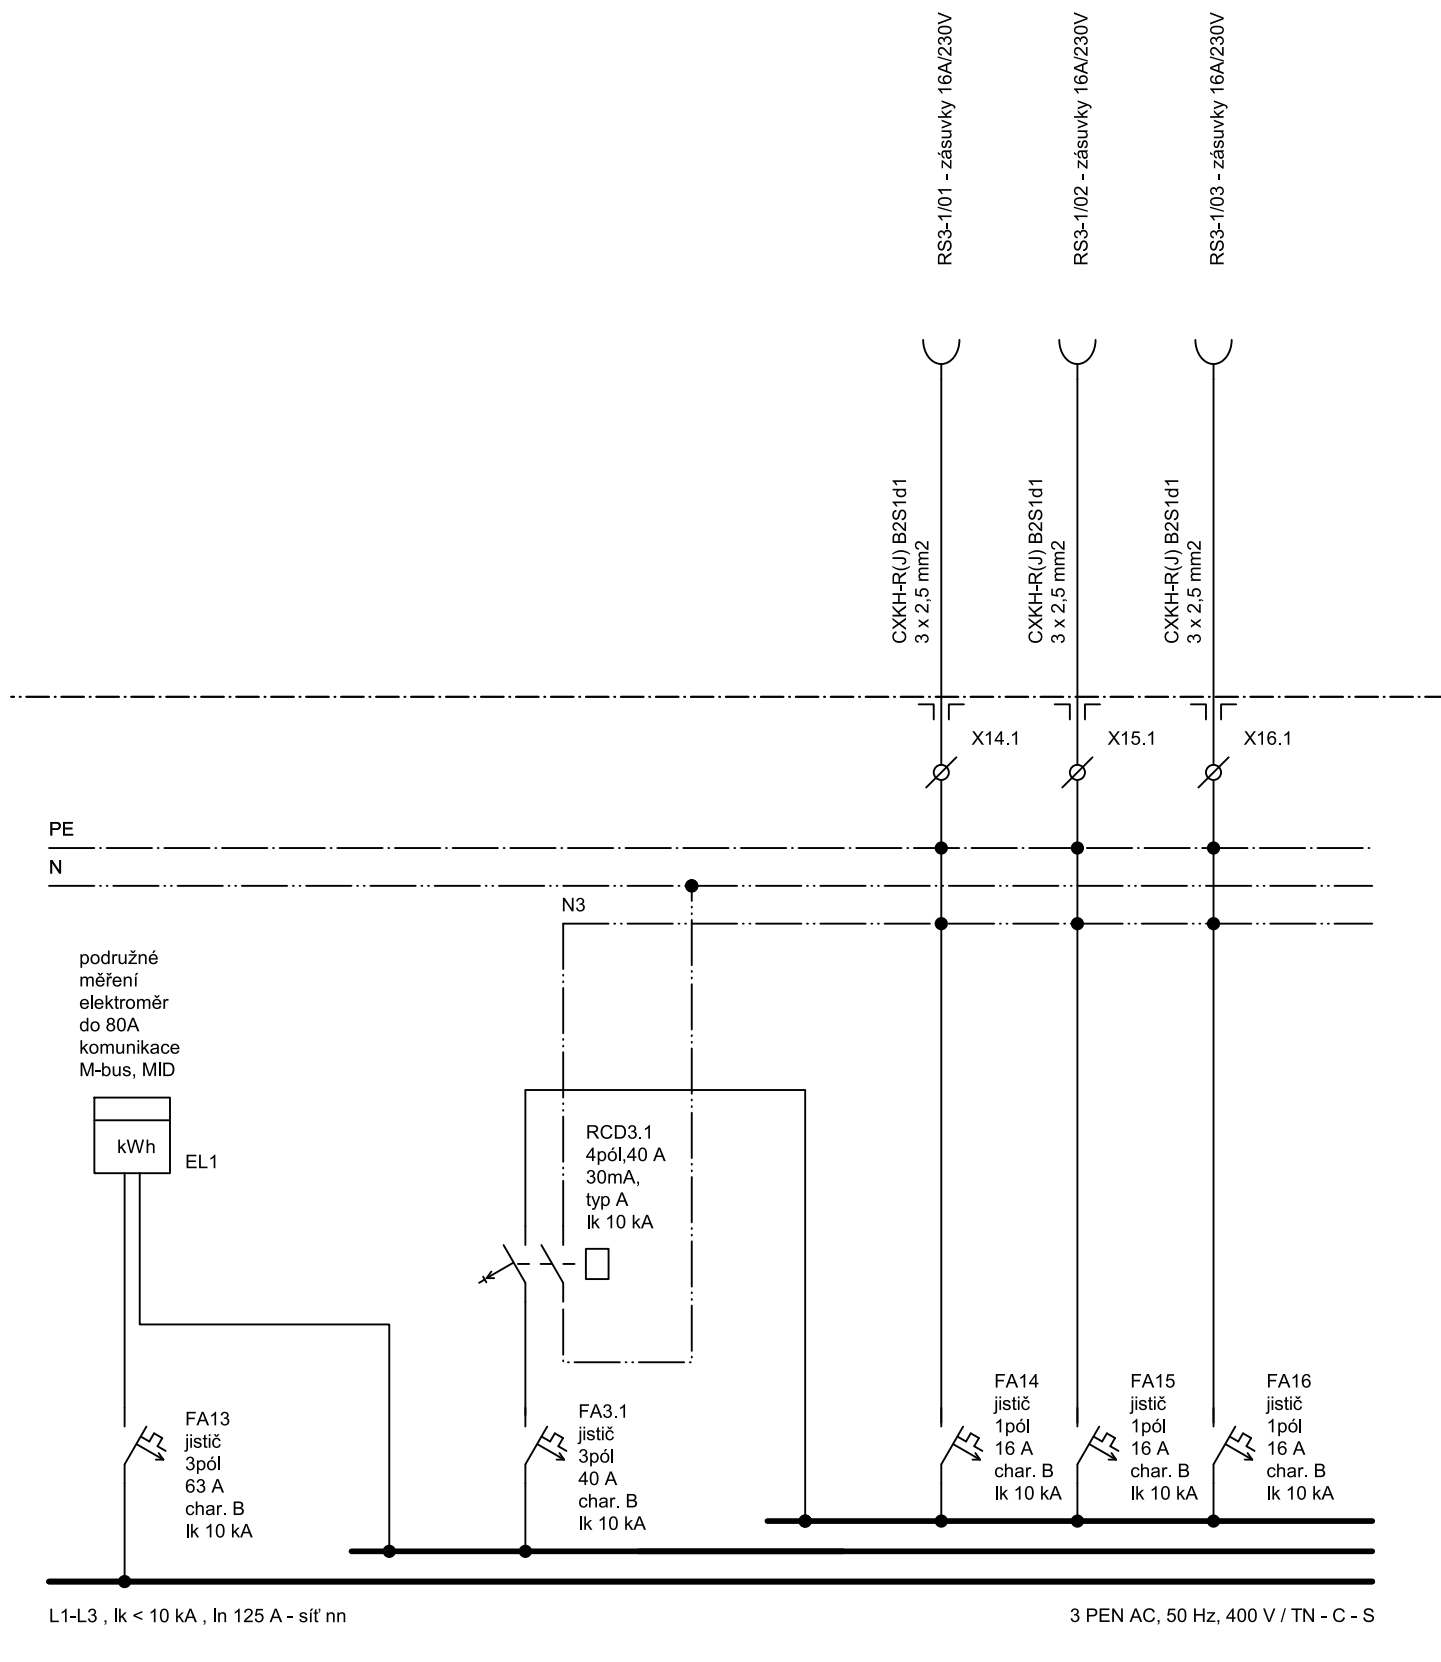 RS3-1/01 - zásuvky 16A/230V
RS3-1/02 - zásuvky 16A/230V
RS3-1/03 - zásuvky 16A/230V
CXKH-R(J) B2S1d1
3 x 2,5 mm2
CXKH-R(J) B2S1d1
3 x 2,5 mm2
CXKH-R(J) B2S1d1
3 x 2,5 mm2
X14.1
X15.1
X16.1
PE
N
N3
podružné
měření
elektroměr
do 80A
komunikace
M-bus, MID
kWh
EL1
RCD3.1
4pól,40 A
30mA,
typ A
Ik 10 kA
FA13
jistič
3pól
63 A
char. B
Ik 10 kA
FA3.1
jistič
3pól
40 A
char. B
Ik 10 kA
FA14
jistič
1pól
16 A
char. B
Ik 10 kA
FA15
jistič
1pól
16 A
char. B
Ik 10 kA
FA16
jistič
1pól
16 A
char. B
Ik 10 kA
L1-L3 , Ik < 10 kA , In 125 A - síť nn
3 PEN AC, 50 Hz, 400 V / TN - C - S